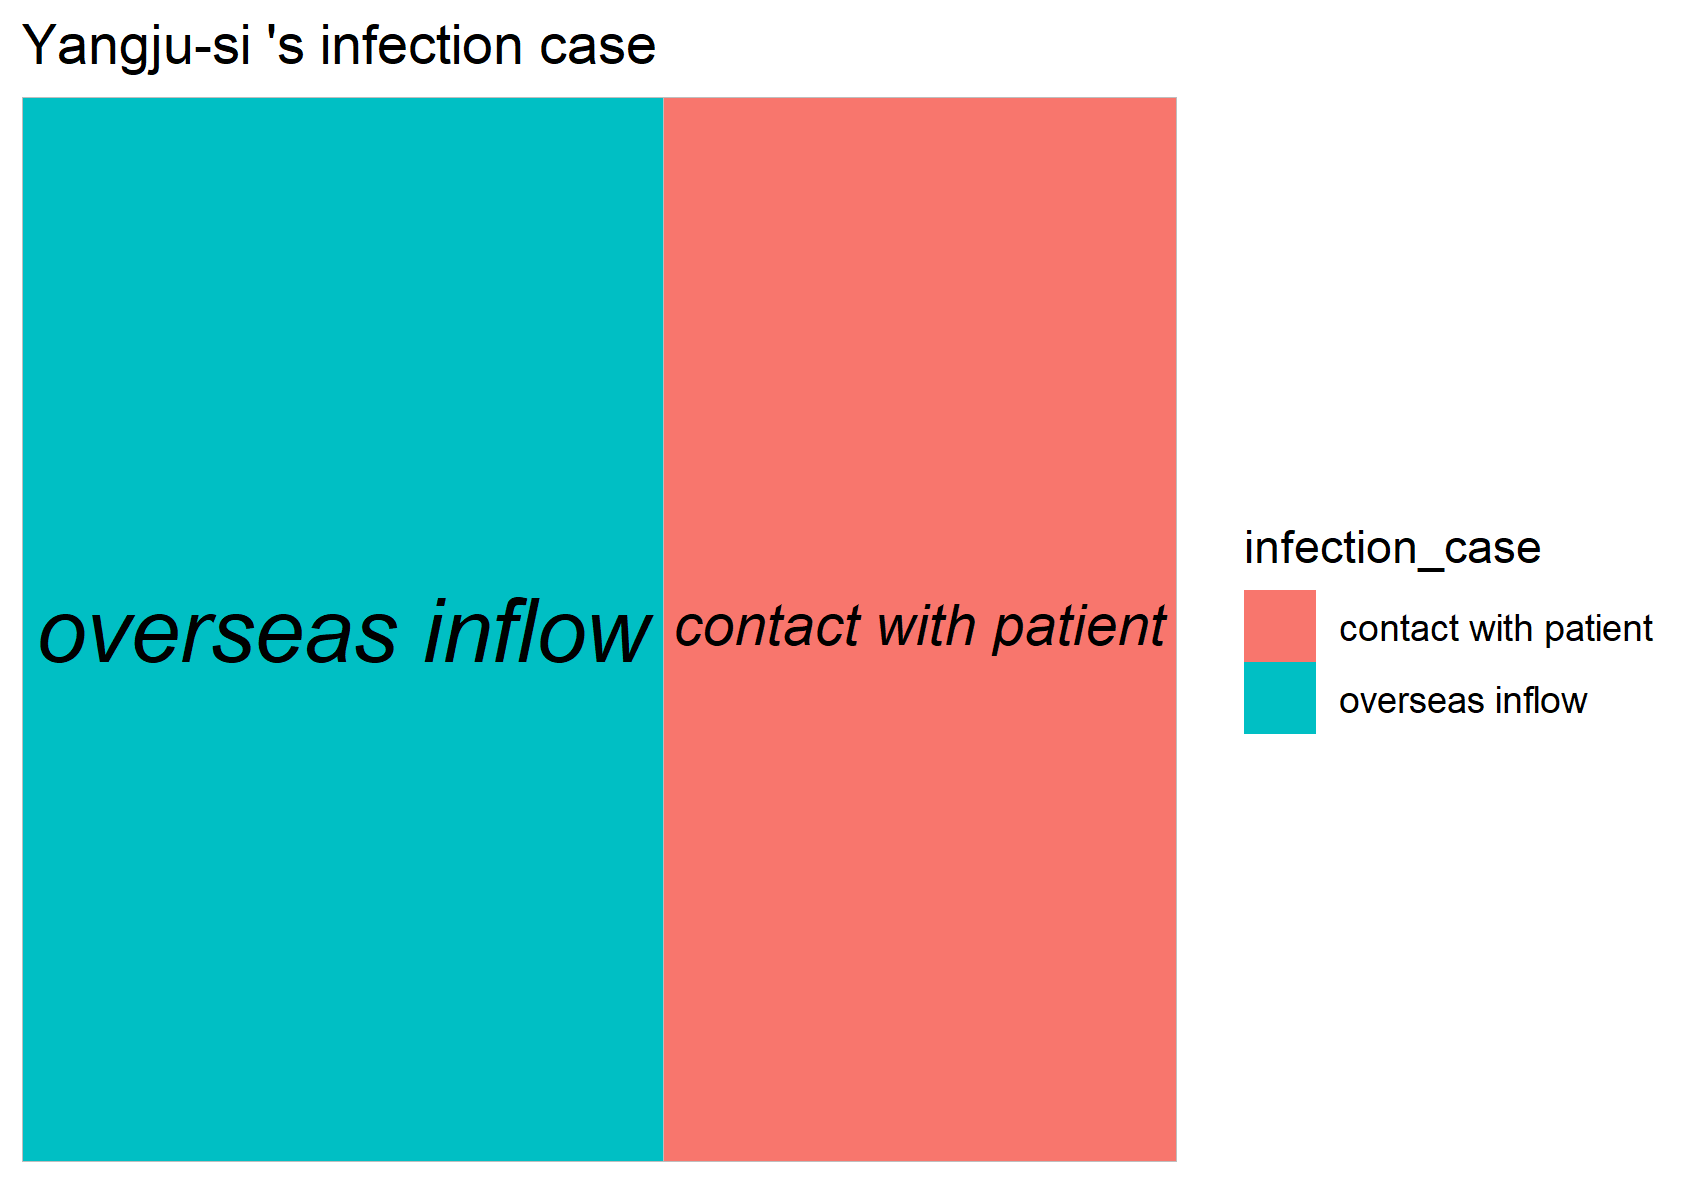 Yangju-si 's infection case
overseas inflow
contact with patient
infection_case
contact with patient
overseas inflow